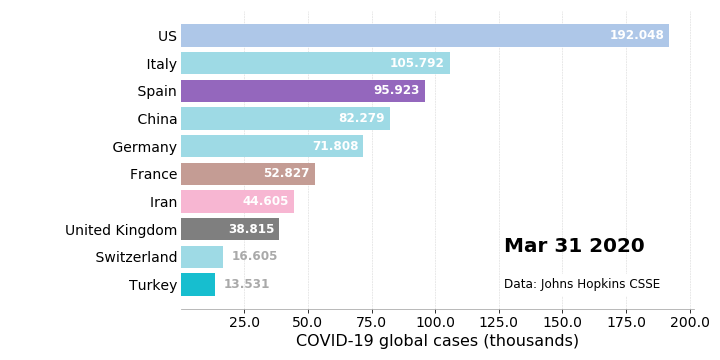 US 192.048
Italy 105.792
Spain 95.923
China 82.279
Germany 71.808
France 52.827
Iran 44.605
United Kingdom 38.815
Switzerland 16.605
Turkey 13.531
Mar 31 2020
Data: Johns Hopkins CSSE
25.0 50.0 75.0 100.0 125.0 150.0 175.0 200.0
COVID-19 global cases (thousands)